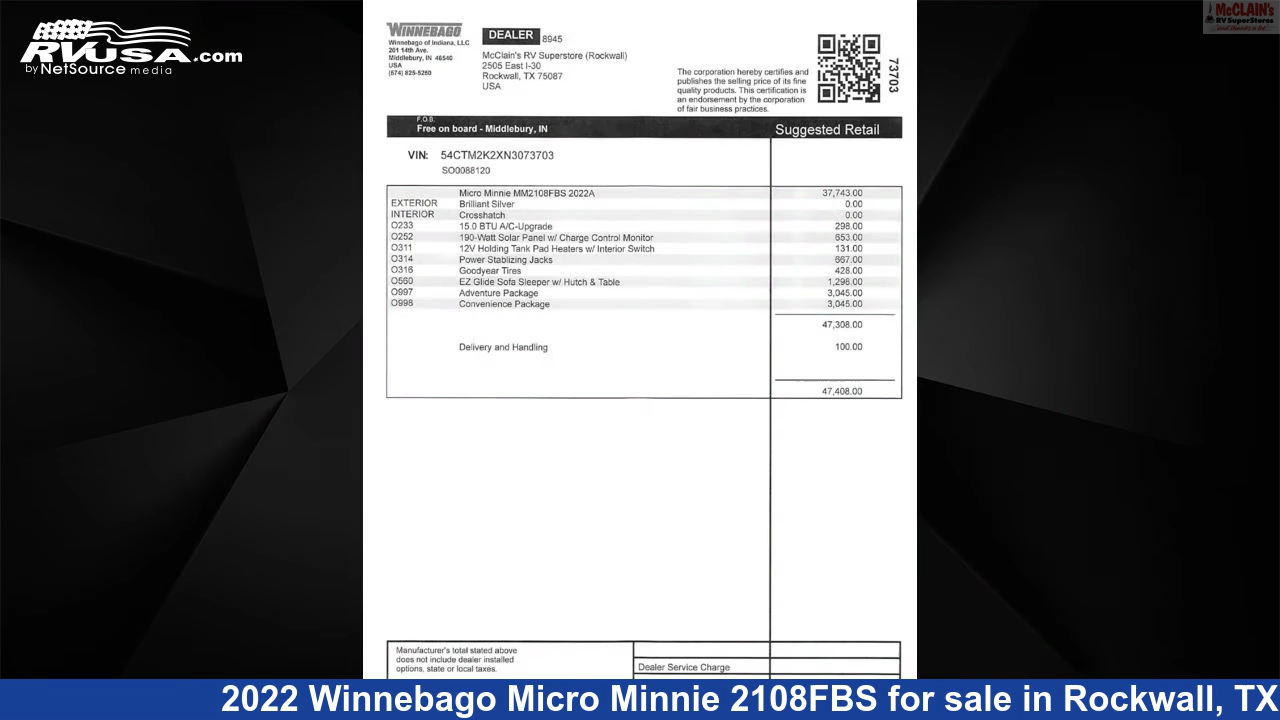 RVUSA.com
by NetSource media
McCLAIN's
RV SUPERSTORES
WINNEBAGO
Winnebago of Indiana, LLC
201 14th Ave.
Middlebury, IN 46540
USA
(574) 825-5250
DEALER 8945
McClain's RV Superstore (Rockwall)
2505 East I-30
Rockwall, TX 75087
USA
The corporation hereby certifies and
publishes the selling price of its fine
quality products. This certification is
an endorsement by the corporation
of fair business practices.
73703
F.O.B.
Free on board - Middlebury, IN
Suggested Retail
VIN: 54CTM2K2XN3073703
SO0088120
Micro Minnie MM2108FBS 2022A 37,743.00
EXTERIOR Brilliant Silver 0.00
INTERIOR Crosshatch 0.00
O233 15.0 BTU A/C-Upgrade 298.00
O252 190-Watt Solar Panel w/ Charge Control Monitor 653.00
O311 12V Holding Tank Pad Heaters w/ Interior Switch 131.00
O314 Power Stablizing Jacks 667.00
O316 Goodyear Tires 428.00
O560 EZ Glide Sofa Sleeper w/ Hutch & Table 1,298.00
O997 Adventure Package 3,045.00
O998 Convenience Package 3,045.00
47,308.00
Delivery and Handling 100.00
47,408.00
Manufacturer's total stated above
does not include dealer installed
options, state or local taxes.
Dealer Service Charge
2022 Winnebago Micro Minnie 2108FBS for sale in Rockwall, TX